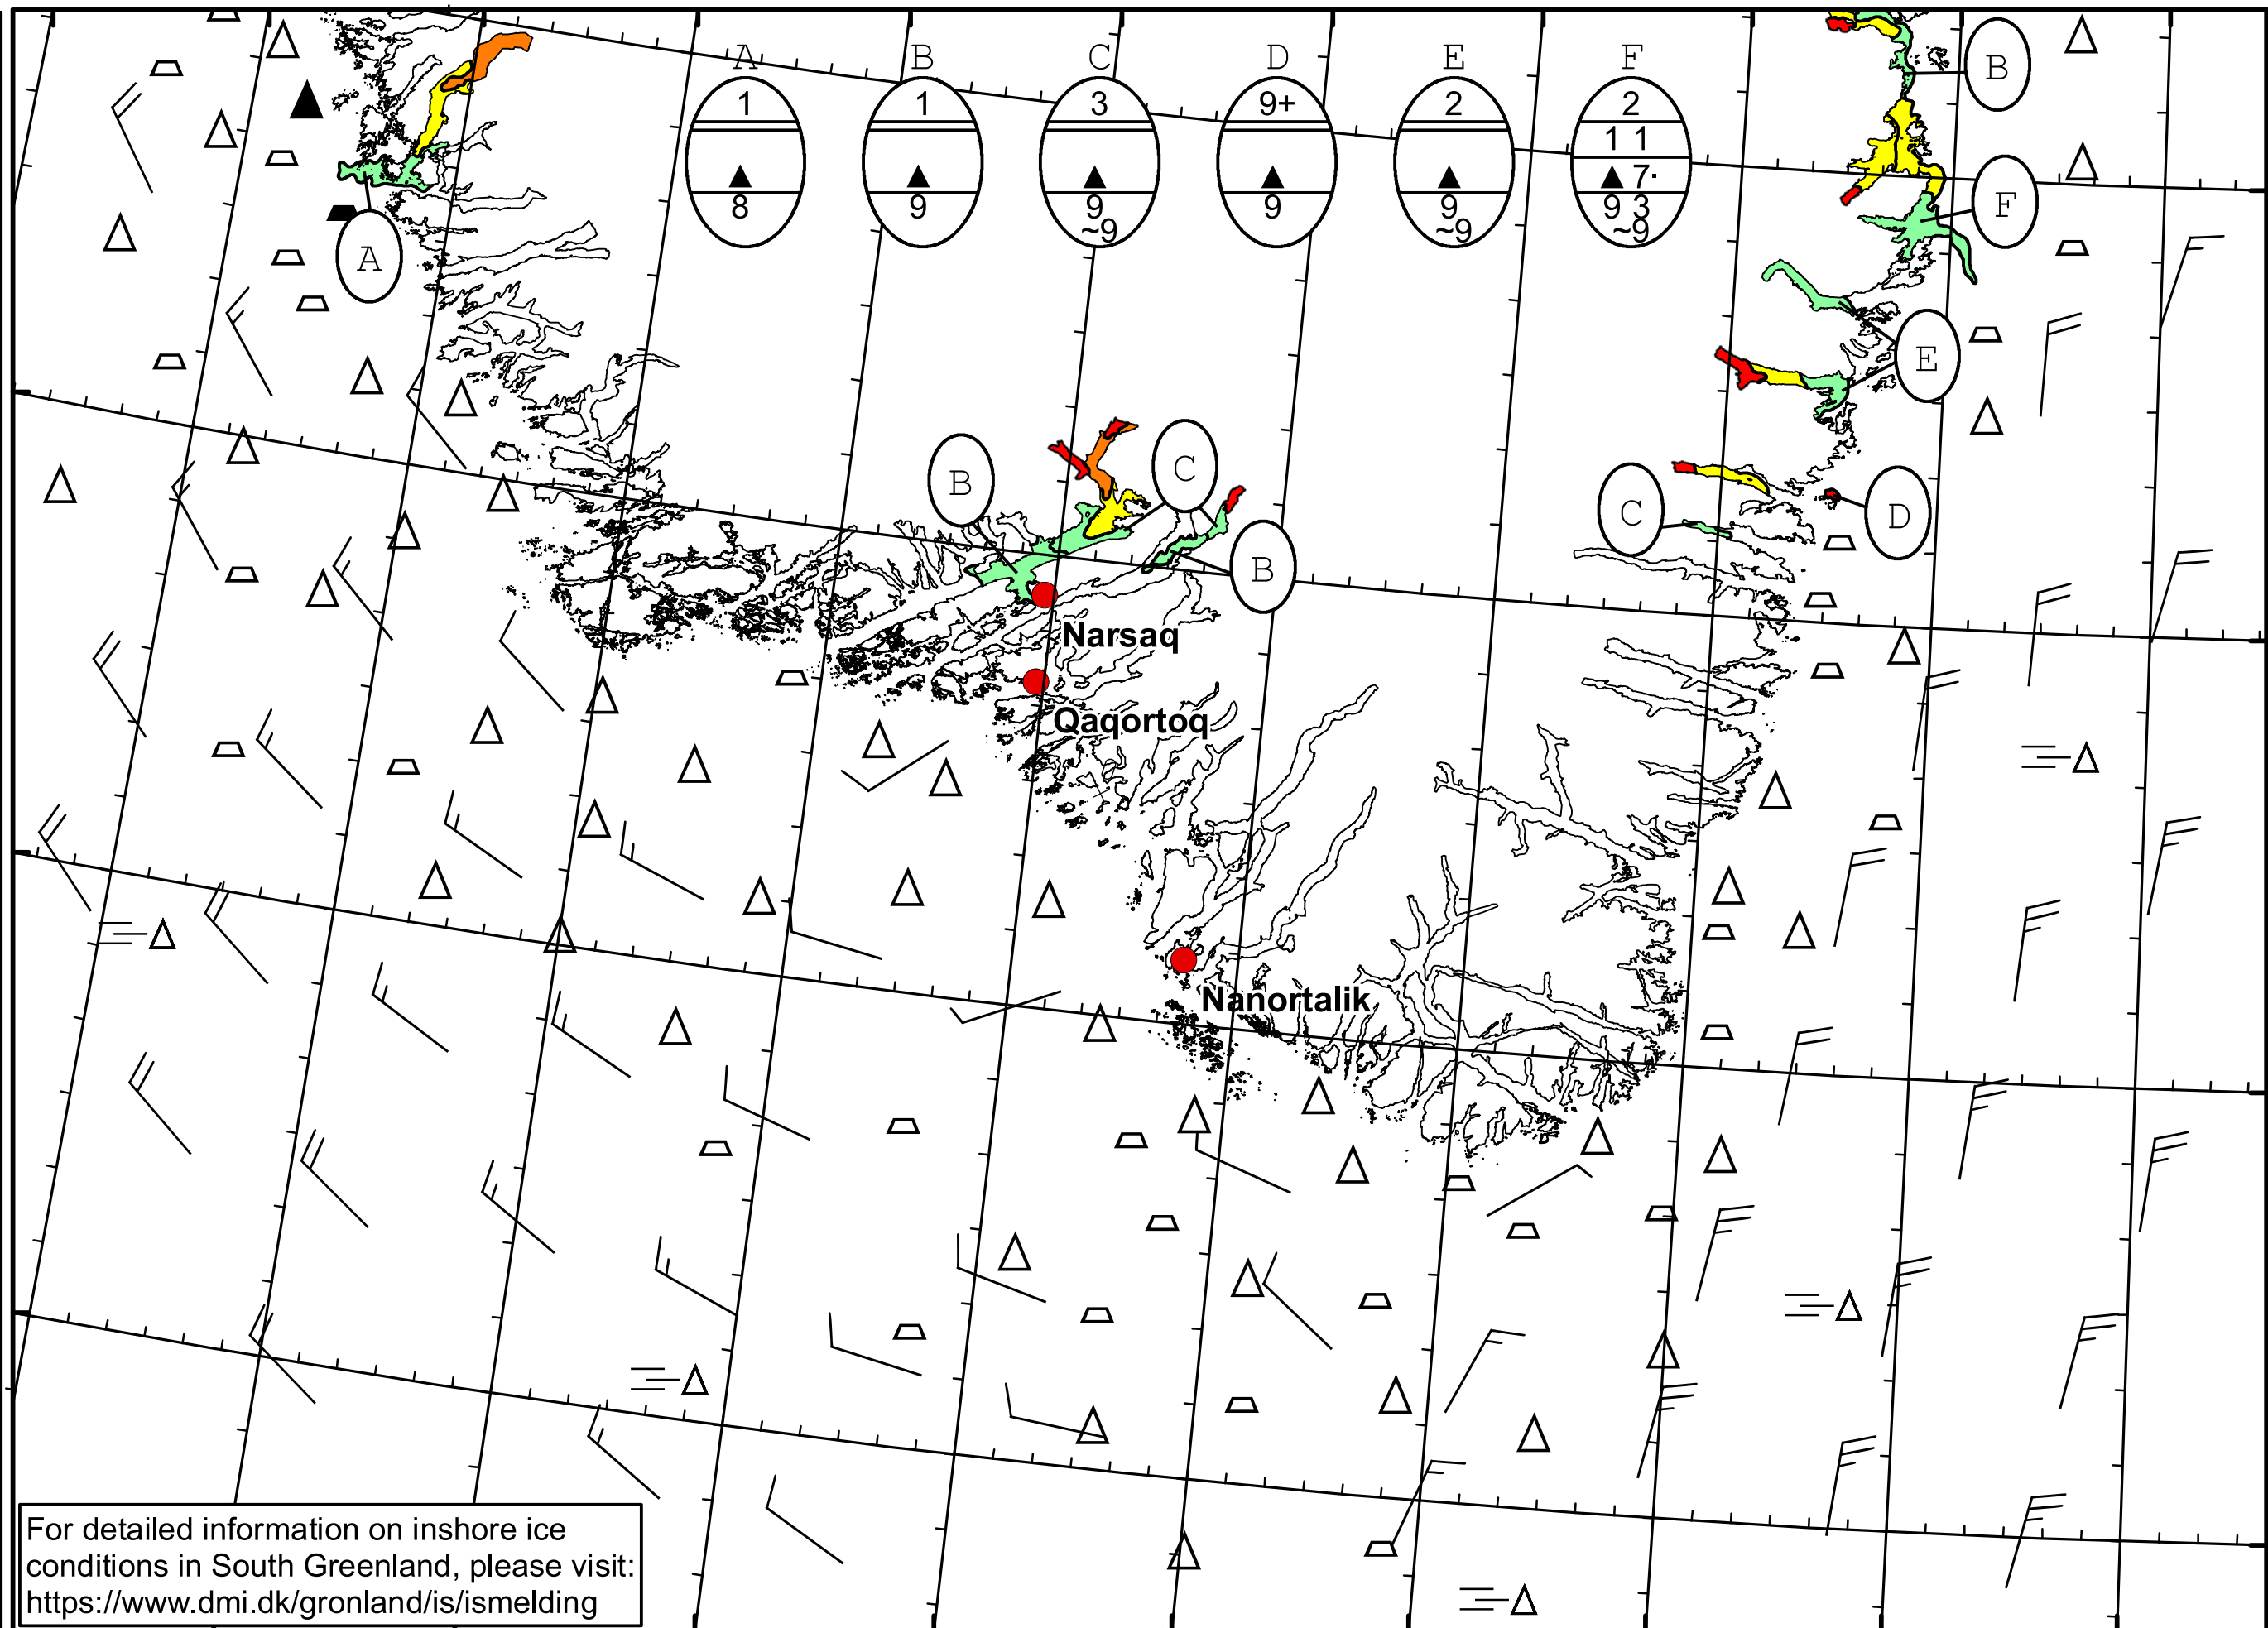 A B C D E F
1 1 3 9+ 2 2
1 1
▲ ▲ ▲ ▲ ▲ ▲ 7·
8 9 9 9 9 9 3
~9 ~9 ~9
B
F
A
E
B
C
C
D
B
Narsaq
Qaqortoq
Nanortalik
For detailed information on inshore ice
conditions in South Greenland, please visit:
https://www.dmi.dk/gronland/is/ismelding